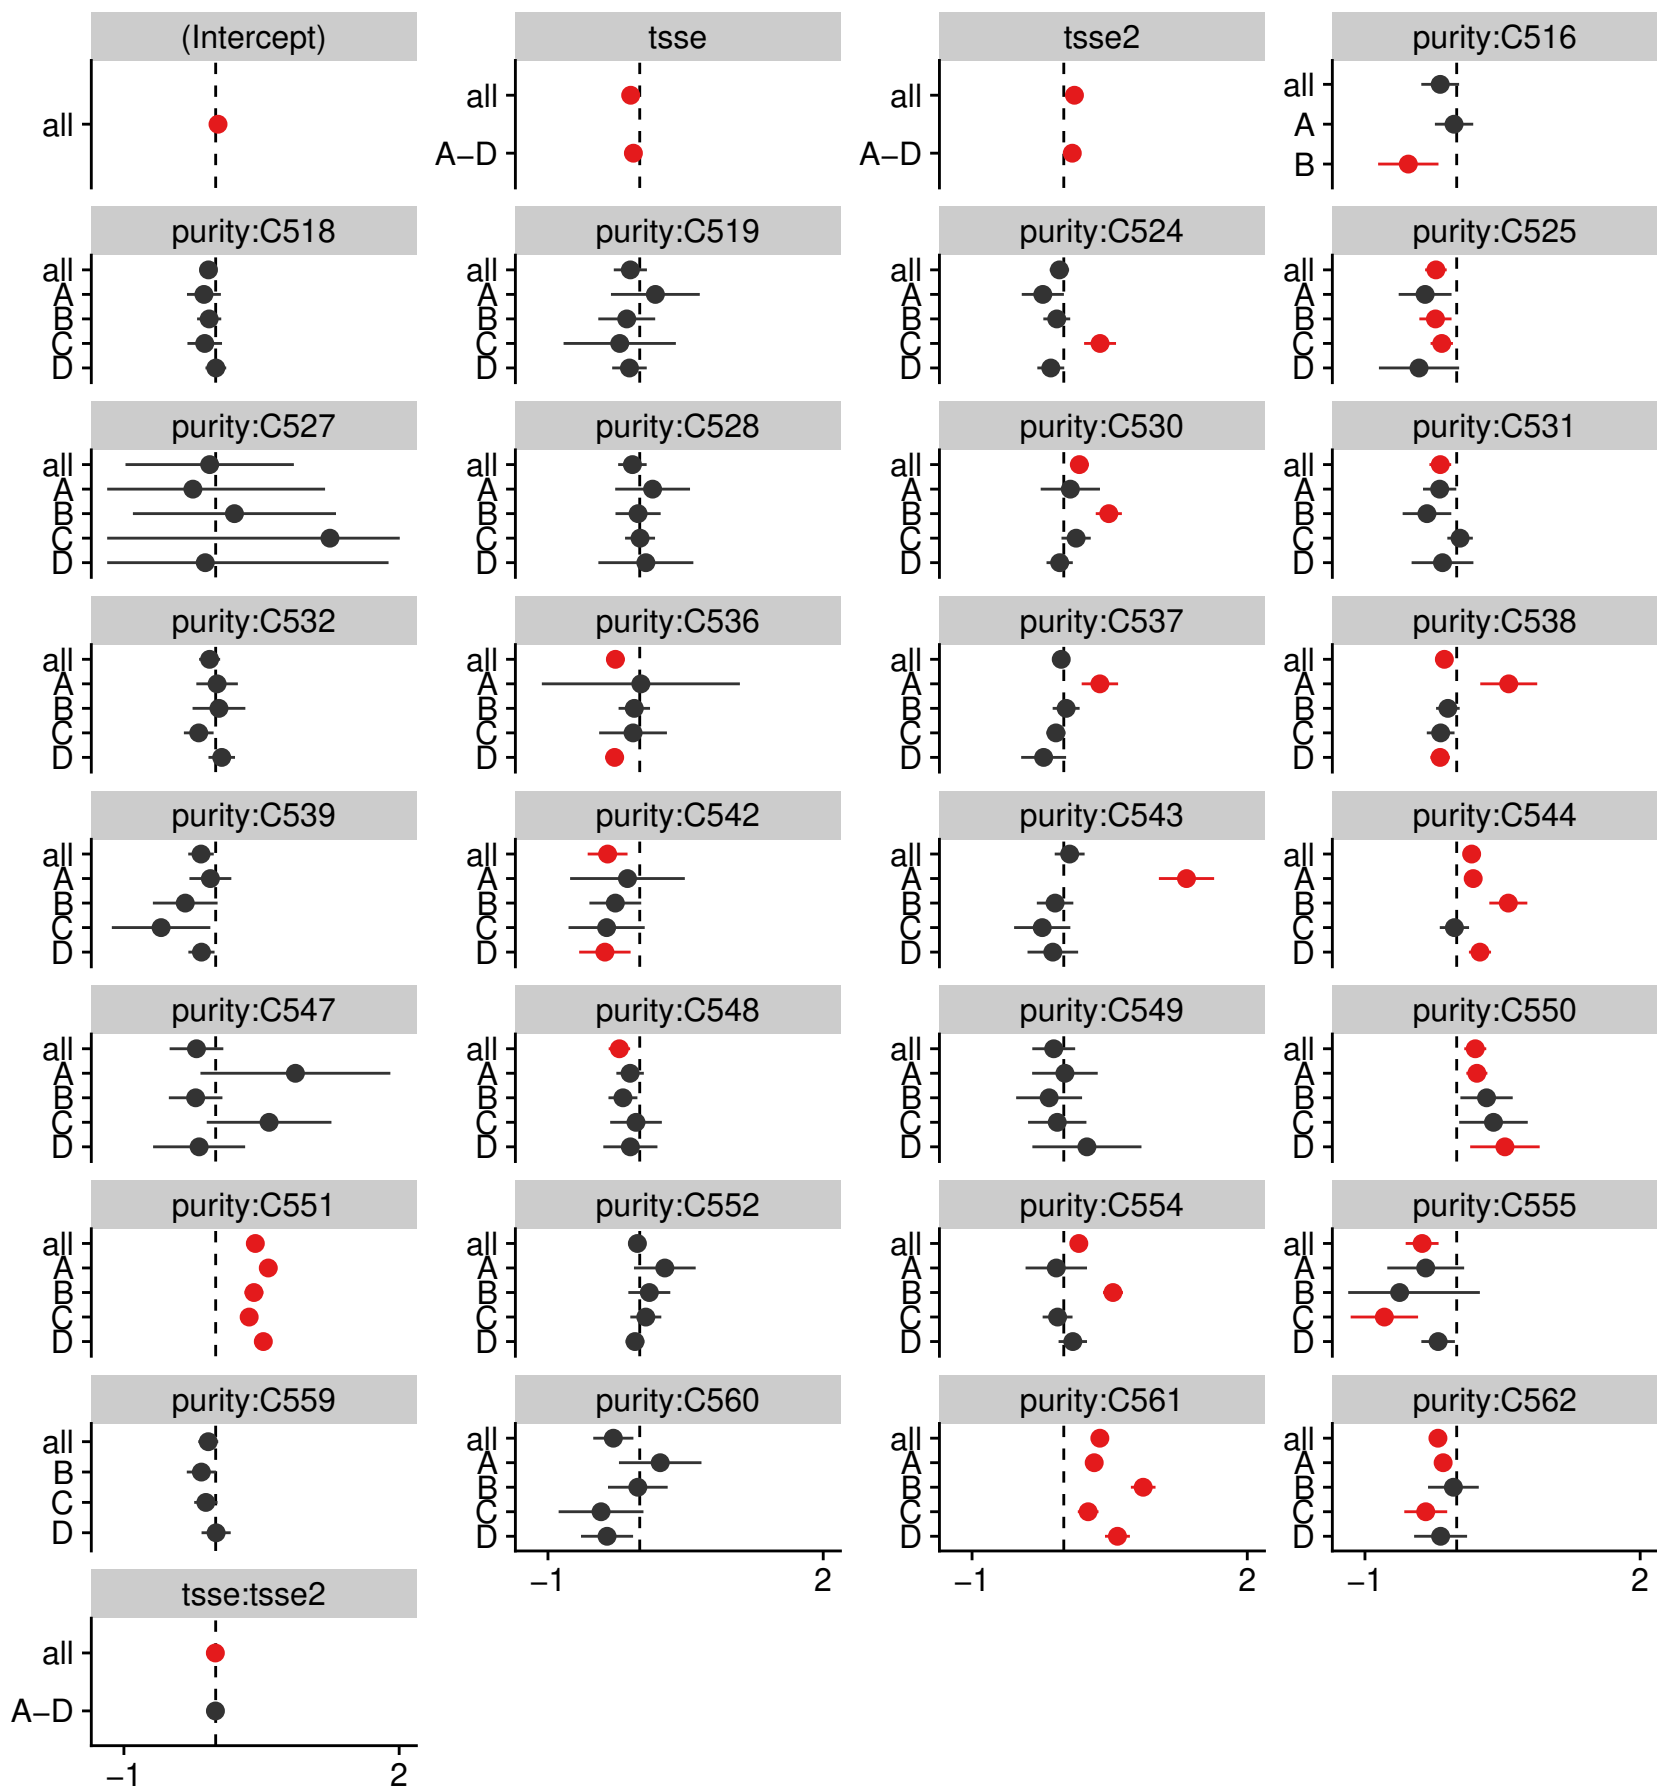 (Intercept) tsse tsse2 purity:C516
all
all
A−D
all
A−D
all
A
B
purity:C518 purity:C519 purity:C524 purity:C525
all
A
B
C
D
all
A
B
C
D
all
A
B
C
D
all
A
B
C
D
purity:C527 purity:C528 purity:C530 purity:C531
all
A
B
C
D
all
A
B
C
D
all
A
B
C
D
all
A
B
C
D
purity:C532 purity:C536 purity:C537 purity:C538
all
A
B
C
D
all
A
B
C
D
all
A
B
C
D
all
A
B
C
D
purity:C539 purity:C542 purity:C543 purity:C544
all
A
B
C
D
all
A
B
C
D
all
A
B
C
D
all
A
B
C
D
purity:C547 purity:C548 purity:C549 purity:C550
all
A
B
C
D
all
A
B
C
D
all
A
B
C
D
all
A
B
C
D
purity:C551 purity:C552 purity:C554 purity:C555
all
A
B
C
D
all
A
B
C
D
all
A
B
C
D
all
A
B
C
D
purity:C559 purity:C560 purity:C561 purity:C562
all
B
C
D
all
A
B
C
D
all
A
B
C
D
all
A
B
C
D
−1 2 −1 2 −1 2
tsse:tsse2
all
A−D
−1 2